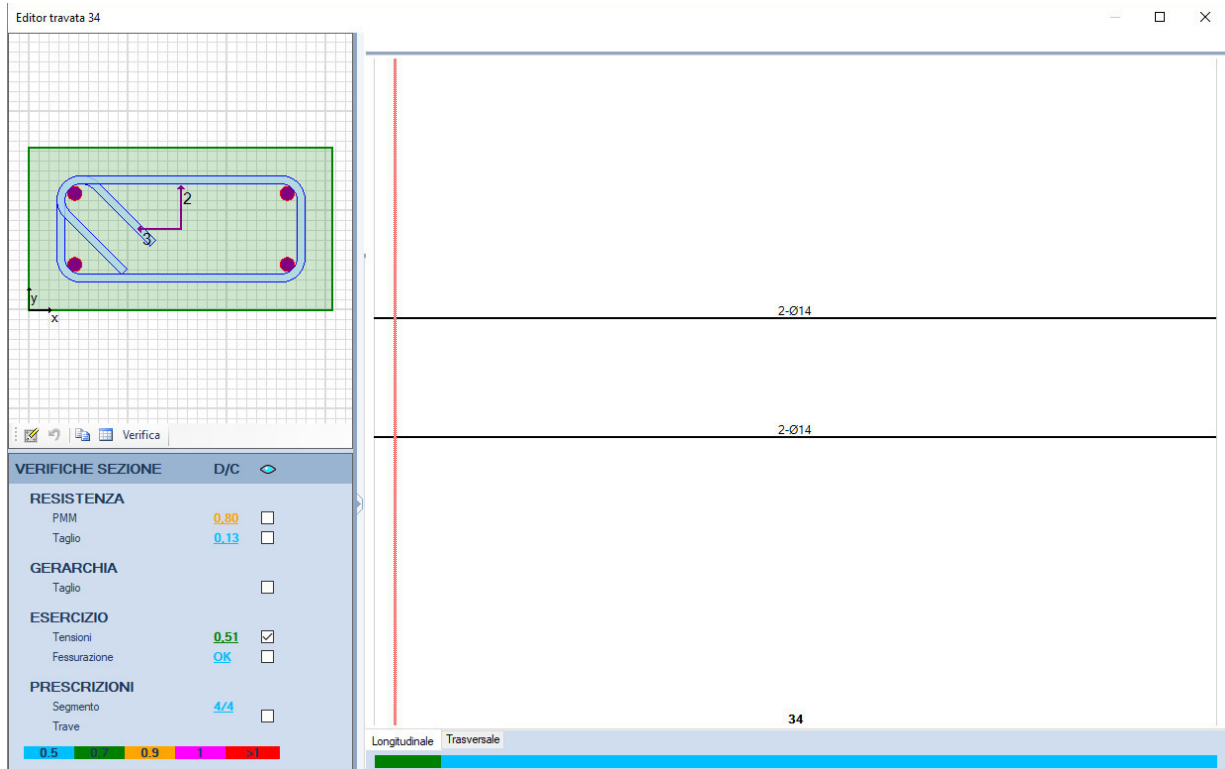 Editor travata 34
2
3
y
x
Verifica
VERIFICHE SEZIONE D/C
RESISTENZA
PMM 0,80
Taglio 0,13
GERARCHIA
Taglio
ESERCIZIO
Tensioni 0,51
Fessurazione OK
PRESCRIZIONI
Segmento 4/4
Trave
0.5 0.7 0.9 1 >1
2-Ø14
2-Ø14
34
Longitudinale Trasversale